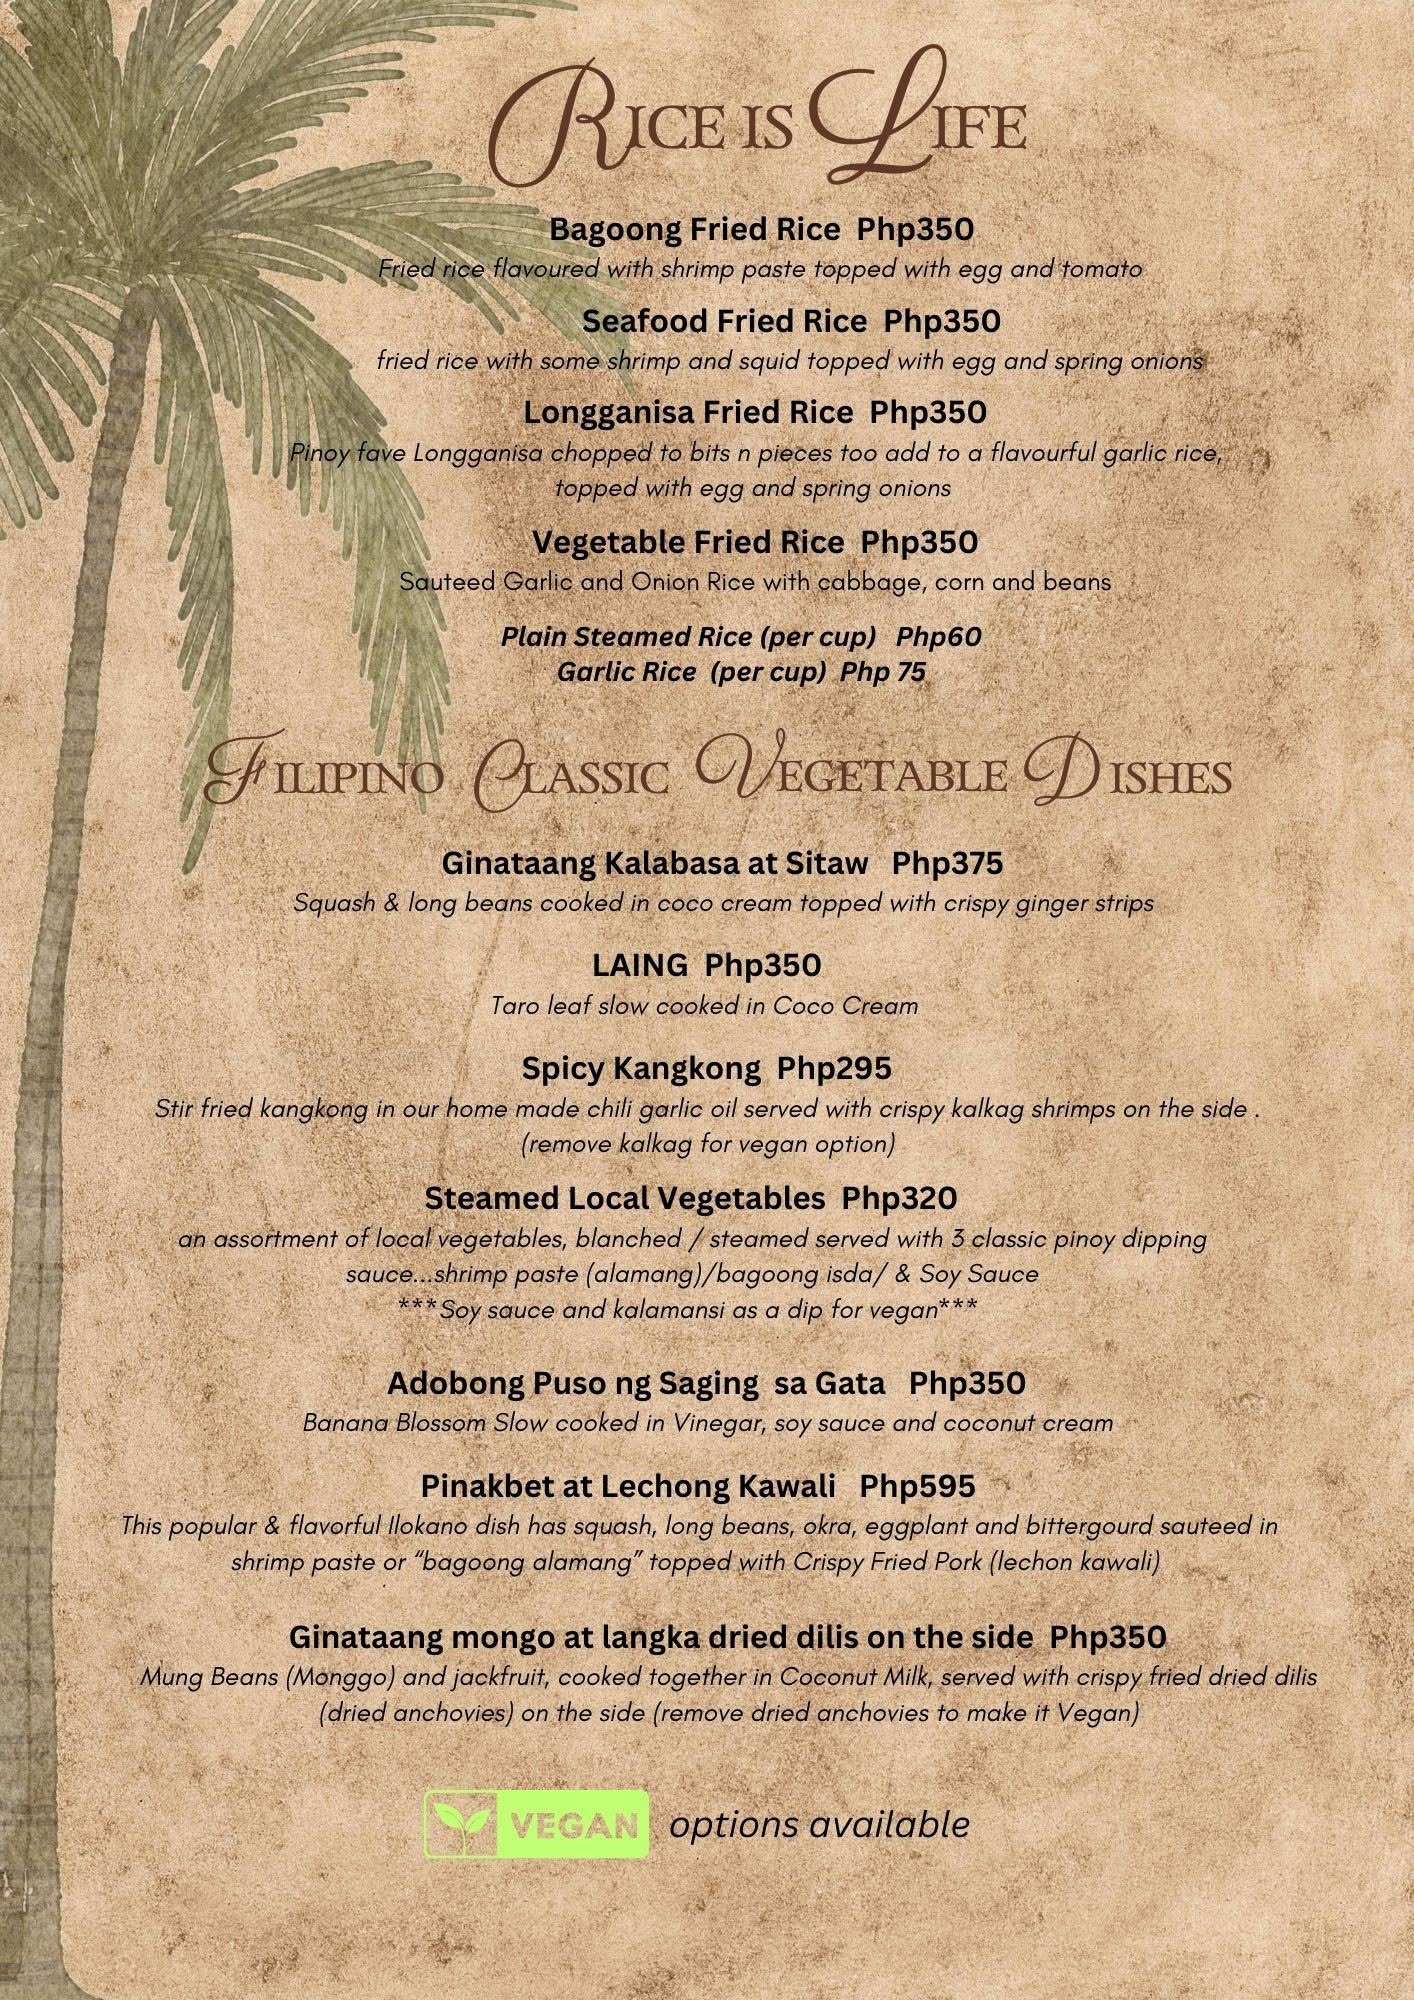 Rice is Life
Bagoong Fried Rice Php350
Fried rice flavoured with shrimp paste topped with egg and tomato
Seafood Fried Rice Php350
fried rice with some shrimp and squid topped with egg and spring onions
Longganisa Fried Rice Php350
Pinoy fave Longganisa chopped to bits n pieces too add to a flavourful garlic rice,
topped with egg and spring onions
Vegetable Fried Rice Php350
Sauteed Garlic and Onion Rice with cabbage, corn and beans
Plain Steamed Rice (per cup) Php60
Garlic Rice (per cup) Php 75
Filipino Classic Vegetable Dishes
Ginataang Kalabasa at Sitaw Php375
Squash & long beans cooked in coco cream topped with crispy ginger strips
LAING Php350
Taro leaf slow cooked in Coco Cream
Spicy Kangkong Php295
Stir fried kangkong in our home made chili garlic oil served with crispy kalkag shrimps on the side .
(remove kalkag for vegan option)
Steamed Local Vegetables Php320
an assortment of local vegetables, blanched / steamed served with 3 classic pinoy dipping
sauce...shrimp paste (alamang)/bagoong isda/ & Soy Sauce
***Soy sauce and kalamansi as a dip for vegan***
Adobong Puso ng Saging sa Gata Php350
Banana Blossom Slow cooked in Vinegar, soy sauce and coconut cream
Pinakbet at Lechong Kawali Php595
This popular & flavorful Ilokano dish has squash, long beans, okra, eggplant and bittergourd sauteed in
shrimp paste or “bagoong alamang” topped with Crispy Fried Pork (lechon kawali)
Ginataang mongo at langka dried dilis on the side Php350
Mung Beans (Monggo) and jackfruit, cooked together in Coconut Milk, served with crispy fried dried dilis
(dried anchovies) on the side (remove dried anchovies to make it Vegan)
VEGAN options available